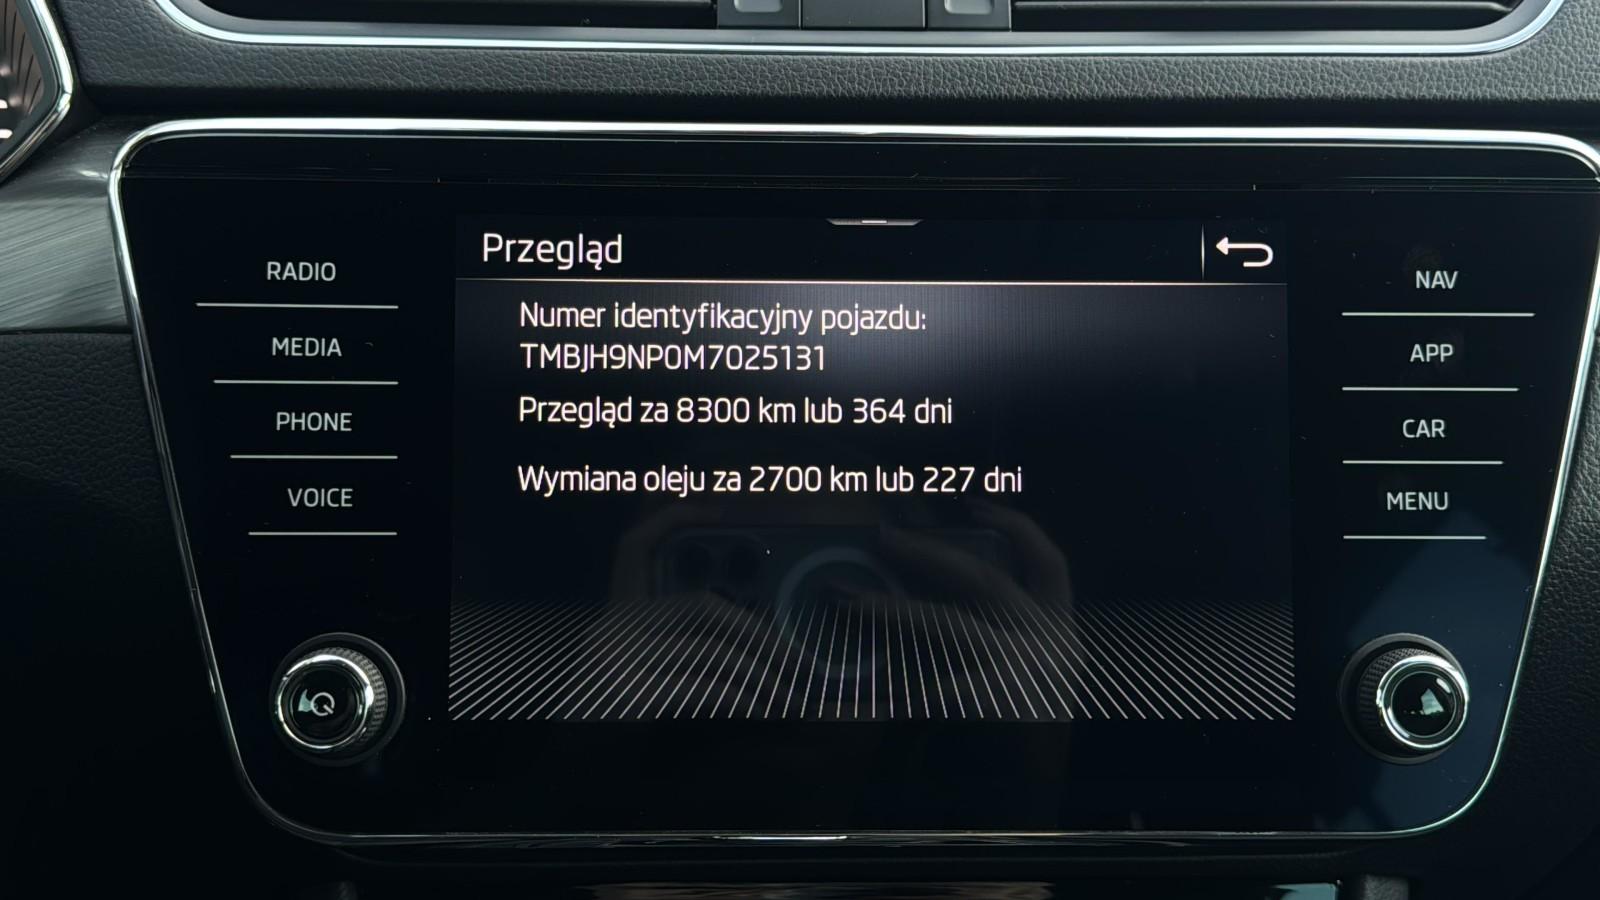 Przegląd
Numer identyfikacyjny pojazdu:
TMBJH9NP0M7025131
Przegląd za 8300 km lub 364 dni
Wymiana oleju za 2700 km lub 227 dni
RADIO
MEDIA
PHONE
VOICE
NAV
APP
CAR
MENU